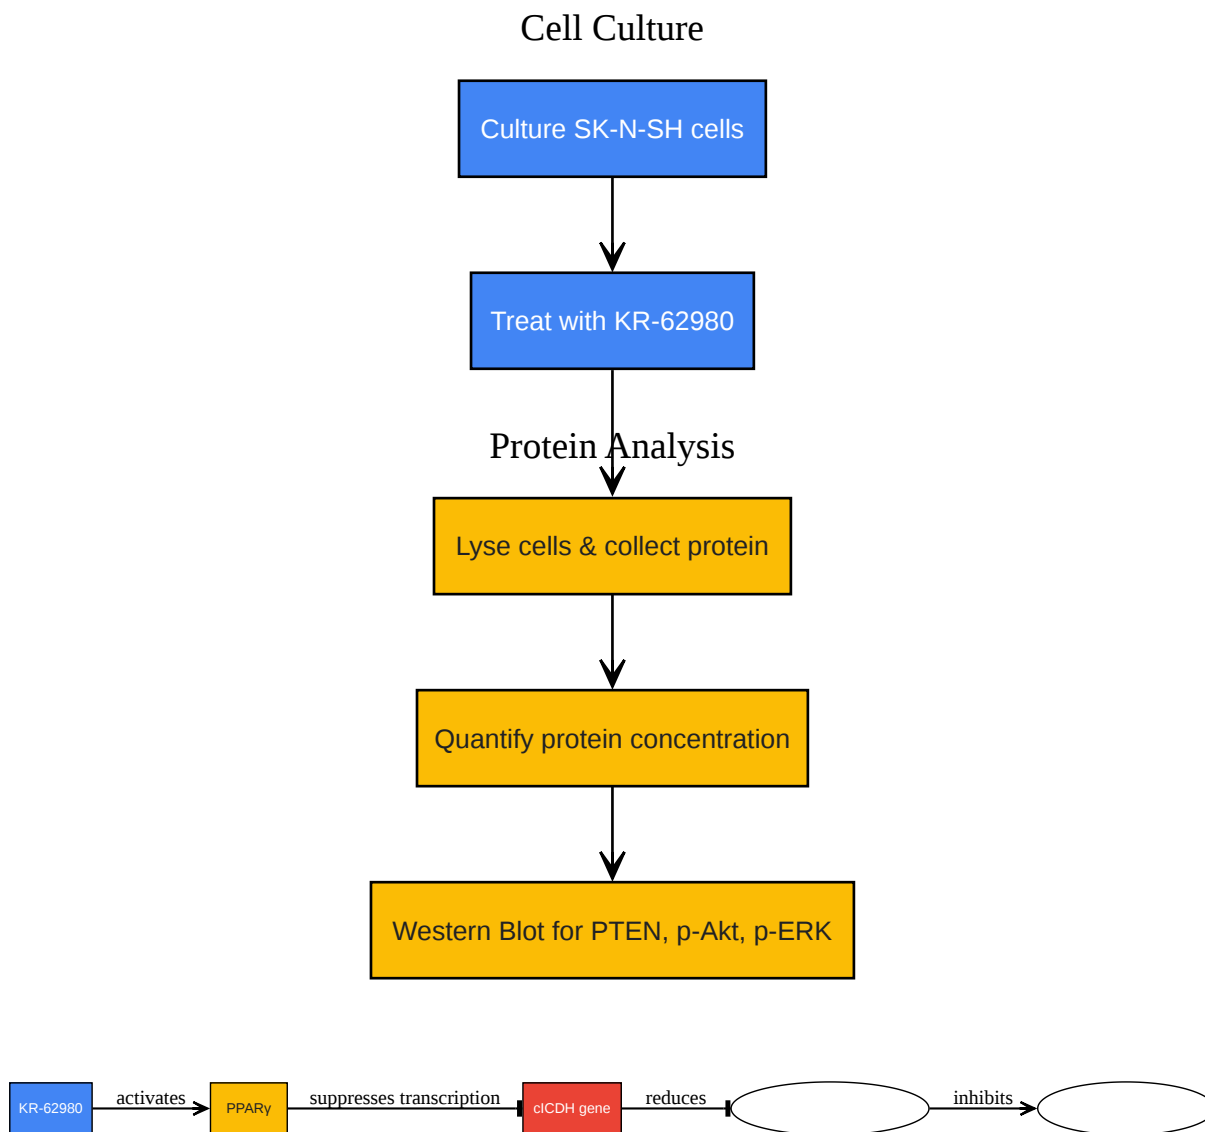 Cell Culture
Culture SK-N-SH cells
Treat with KR-62980
Protein Analysis
Lyse cells & collect protein
Quantify protein concentration
Western Blot for PTEN, p-Akt, p-ERK
KR-62980
activates
PPARγ
suppresses transcription
cICDH gene
reduces
inhibits